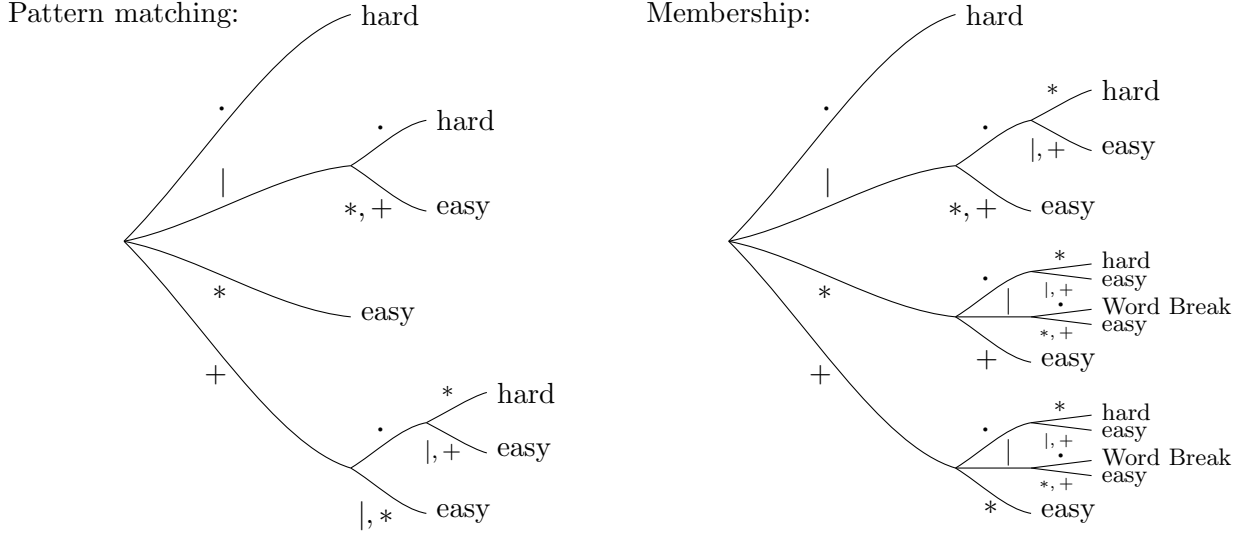 Pattern matching:
hard
·
·
hard
|
∗, +
easy
∗
easy
+
∗
hard
·
|, +
easy
|, ∗
easy
Membership:
hard
·
∗
hard
·
|, +
easy
|
∗, +
easy
∗
·
∗
hard
|, +
easy
|
·
Word Break
∗, +
easy
+
easy
+
·
∗
hard
|, +
easy
|
·
Word Break
∗, +
easy
∗
easy